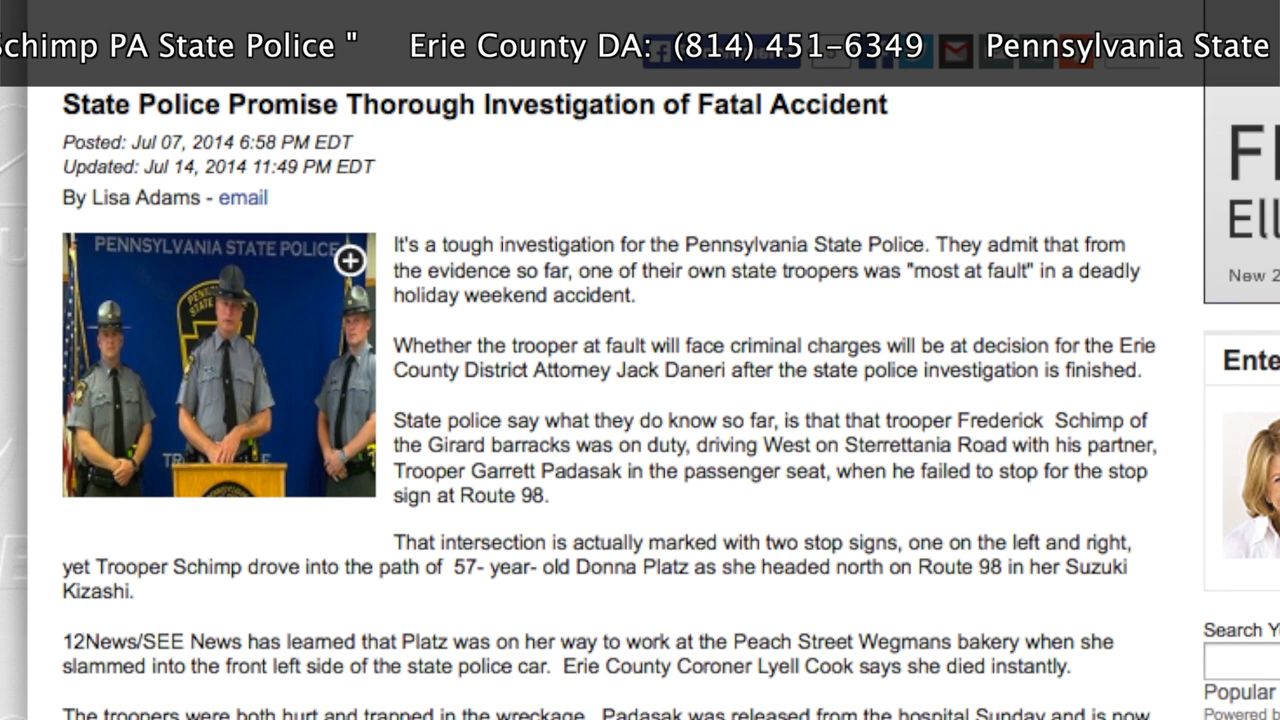 Schimp PA State Police " Erie County DA: (814) 451-6349 Pennsylvania State
State Police Promise Thorough Investigation of Fatal Accident
Posted: Jul 07, 2014 6:58 PM EDT
Updated: Jul 14, 2014 11:49 PM EDT
By Lisa Adams - email
PENNSYLVANIA STATE POLICE
It's a tough investigation for the Pennsylvania State Police. They admit that from
the evidence so far, one of their own state troopers was "most at fault" in a deadly
holiday weekend accident.
Whether the trooper at fault will face criminal charges will be at decision for the Erie
County District Attorney Jack Daneri after the state police investigation is finished.
State police say what they do know so far, is that that trooper Frederick Schimp of
the Girard barracks was on duty, driving West on Sterrettania Road with his partner,
Trooper Garrett Padasak in the passenger seat, when he failed to stop for the stop
sign at Route 98.
That intersection is actually marked with two stop signs, one on the left and right,
yet Trooper Schimp drove into the path of 57- year- old Donna Platz as she headed north on Route 98 in her Suzuki
Kizashi.
12News/SEE News has learned that Platz was on her way to work at the Peach Street Wegmans bakery when she
slammed into the front left side of the state police car. Erie County Coroner Lyell Cook says she died instantly.
The troopers were both hurt and trapped in the wreckage. Padasak was released from the hospital Sunday and is now
Ell
New 2
Ente
Search Y
Popular
Powered b